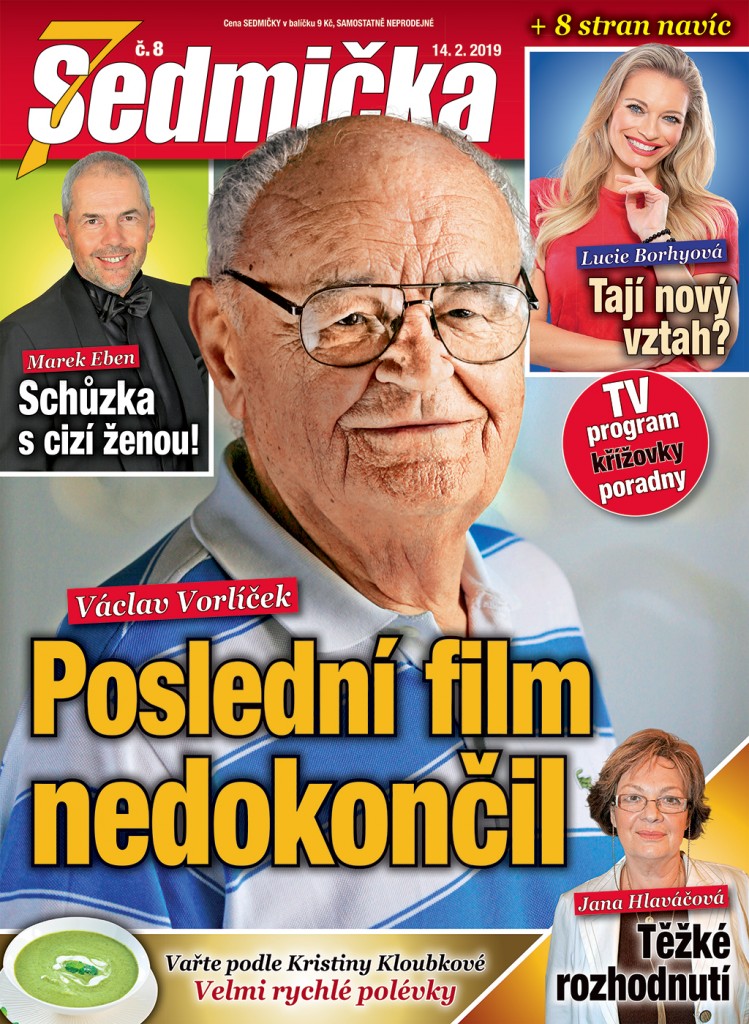 Cena SEDMIČKY v balíčku 9 Kč, SAMOSTATNĚ NEPRODEJNÉ
+ 8 stran navíc
č. 8
14. 2. 2019
7 Sedmička
Lucie Borhyová
Tají nový
vztah?
Marek Eben
Schůzka
s cizí ženou!
TV
program
křížovky
poradny
Václav Vorlíček
Poslední film
nedokončil
Jana Hlaváčová
Těžké
rozhodnutí
Vařte podle Kristiny Kloubkové
Velmi rychlé polévky